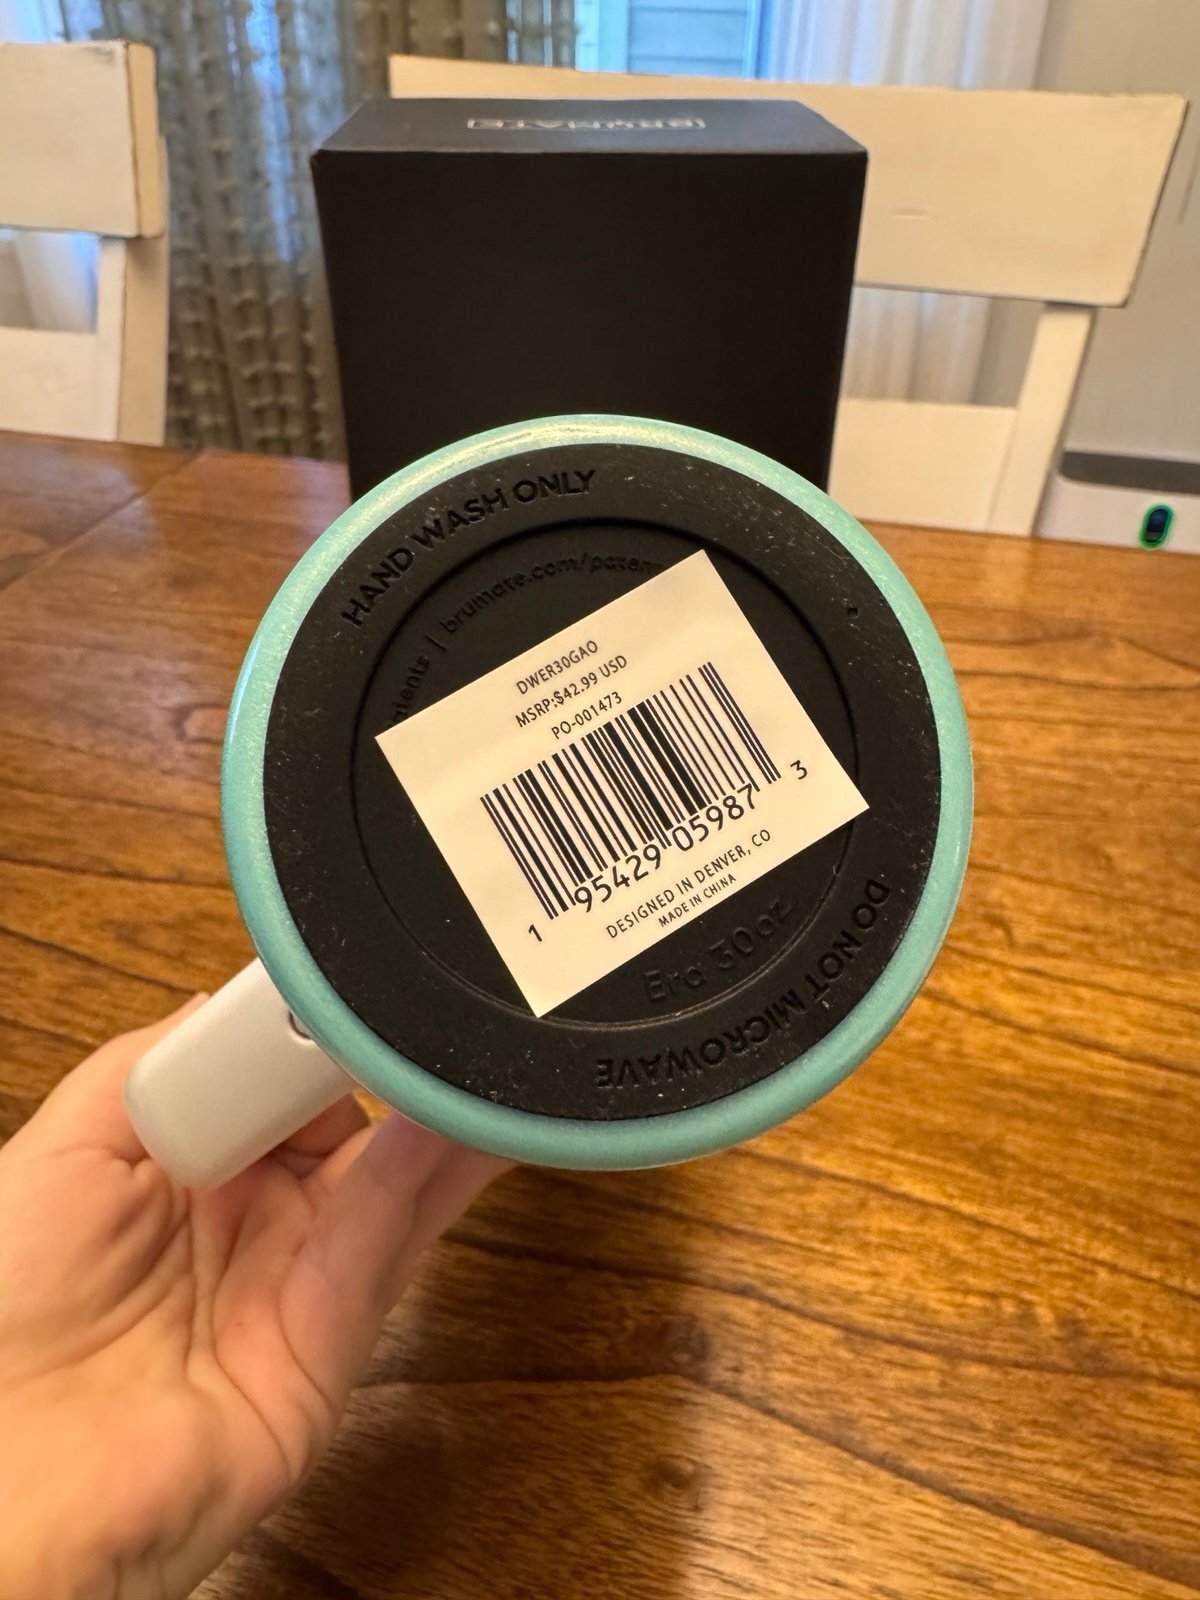 BRUMATE
HAND WASH ONLY
brumate.com/patent
DWER30GAO
MSRP:$42.99 USD
PO-001473
1 95429 05987 3
DESIGNED IN DENVER, CO
MADE IN CHINA
Era 30oz
DO NOT MICROWAVE